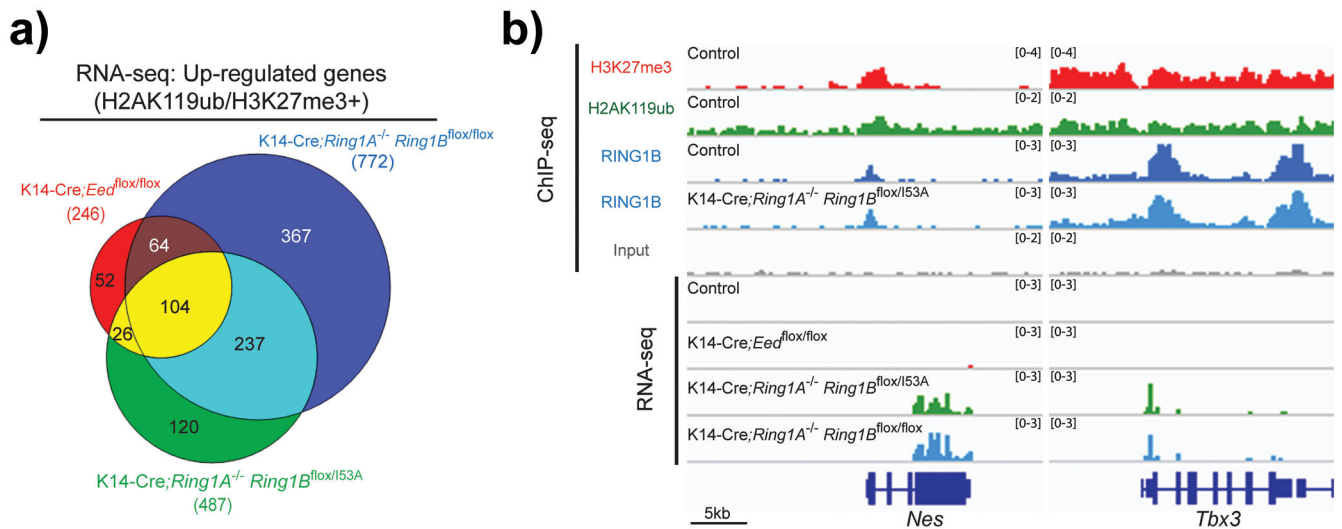 a)
RNA-seq: Up-regulated genes
(H2AK119ub/H3K27me3+)
K14-Cre;Ring1A-/- Ring1Bflox/flox
(772)
K14-Cre;Eedflox/flox
(246)
367
64
52
104
26
237
120
K14-Cre;Ring1A-/- Ring1Bflox/I53A
(487)
b)
ChIP-seq
H3K27me3
Control
[0-4]
[0-4]
H2AK119ub
Control
[0-2]
[0-2]
RING1B
Control
[0-3]
[0-3]
RING1B
K14-Cre;Ring1A-/- Ring1Bflox/I53A
[0-3]
[0-3]
Input
[0-2]
[0-2]
RNA-seq
Control
[0-3]
[0-3]
K14-Cre;Eedflox/flox
[0-3]
[0-3]
K14-Cre;Ring1A-/- Ring1Bflox/I53A
[0-3]
[0-3]
K14-Cre;Ring1A-/- Ring1Bflox/flox
[0-3]
[0-3]
5kb
Nes
Tbx3